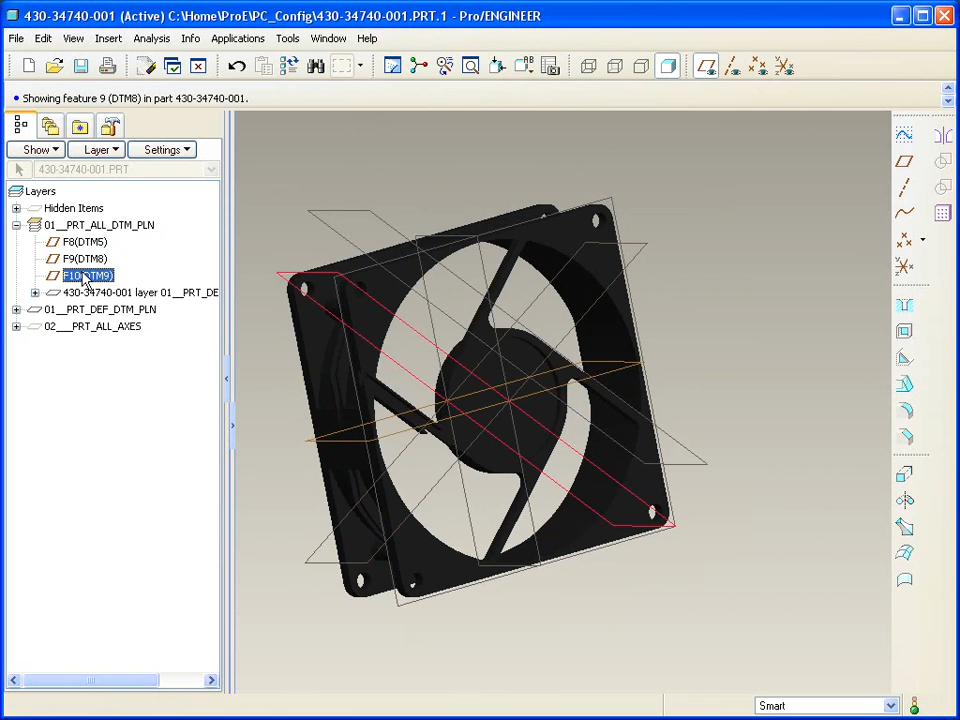 430-34740-001 (Active) C:\Home\ProE\PC_Config\430-34740-001.PRT.1 - Pro/ENGINEER
File Edit View Insert Analysis Info Applications Tools Window Help
• Showing feature 9 (DTM8) in part 430-34740-001.
Show Layer Settings
430-34740-001.PRT
Layers
Hidden Items
01__PRT_ALL_DTM_PLN
F8(DTM5)
F9(DTM8)
F10(DTM9)
430-34740-001 layer 01__PRT_DE
01__PRT_DEF_DTM_PLN
02___PRT_ALL_AXES
Smart